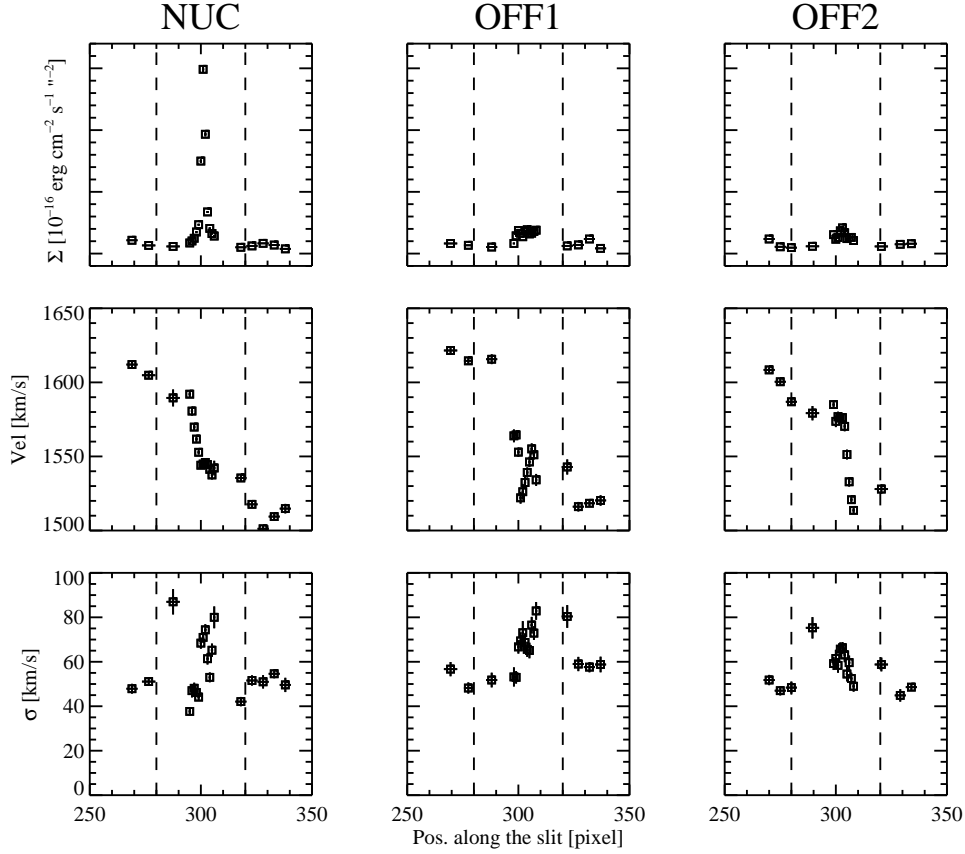 NUC OFF1 OFF2
Σ [10⁻¹⁶ erg cm⁻² s⁻¹ "⁻²]
1650
1600
1550
1500
Vel [km/s]
100
80
60
40
20
0
σ [km/s]
250 300 350 250 300 350 250 300 350
Pos. along the slit [pixel]